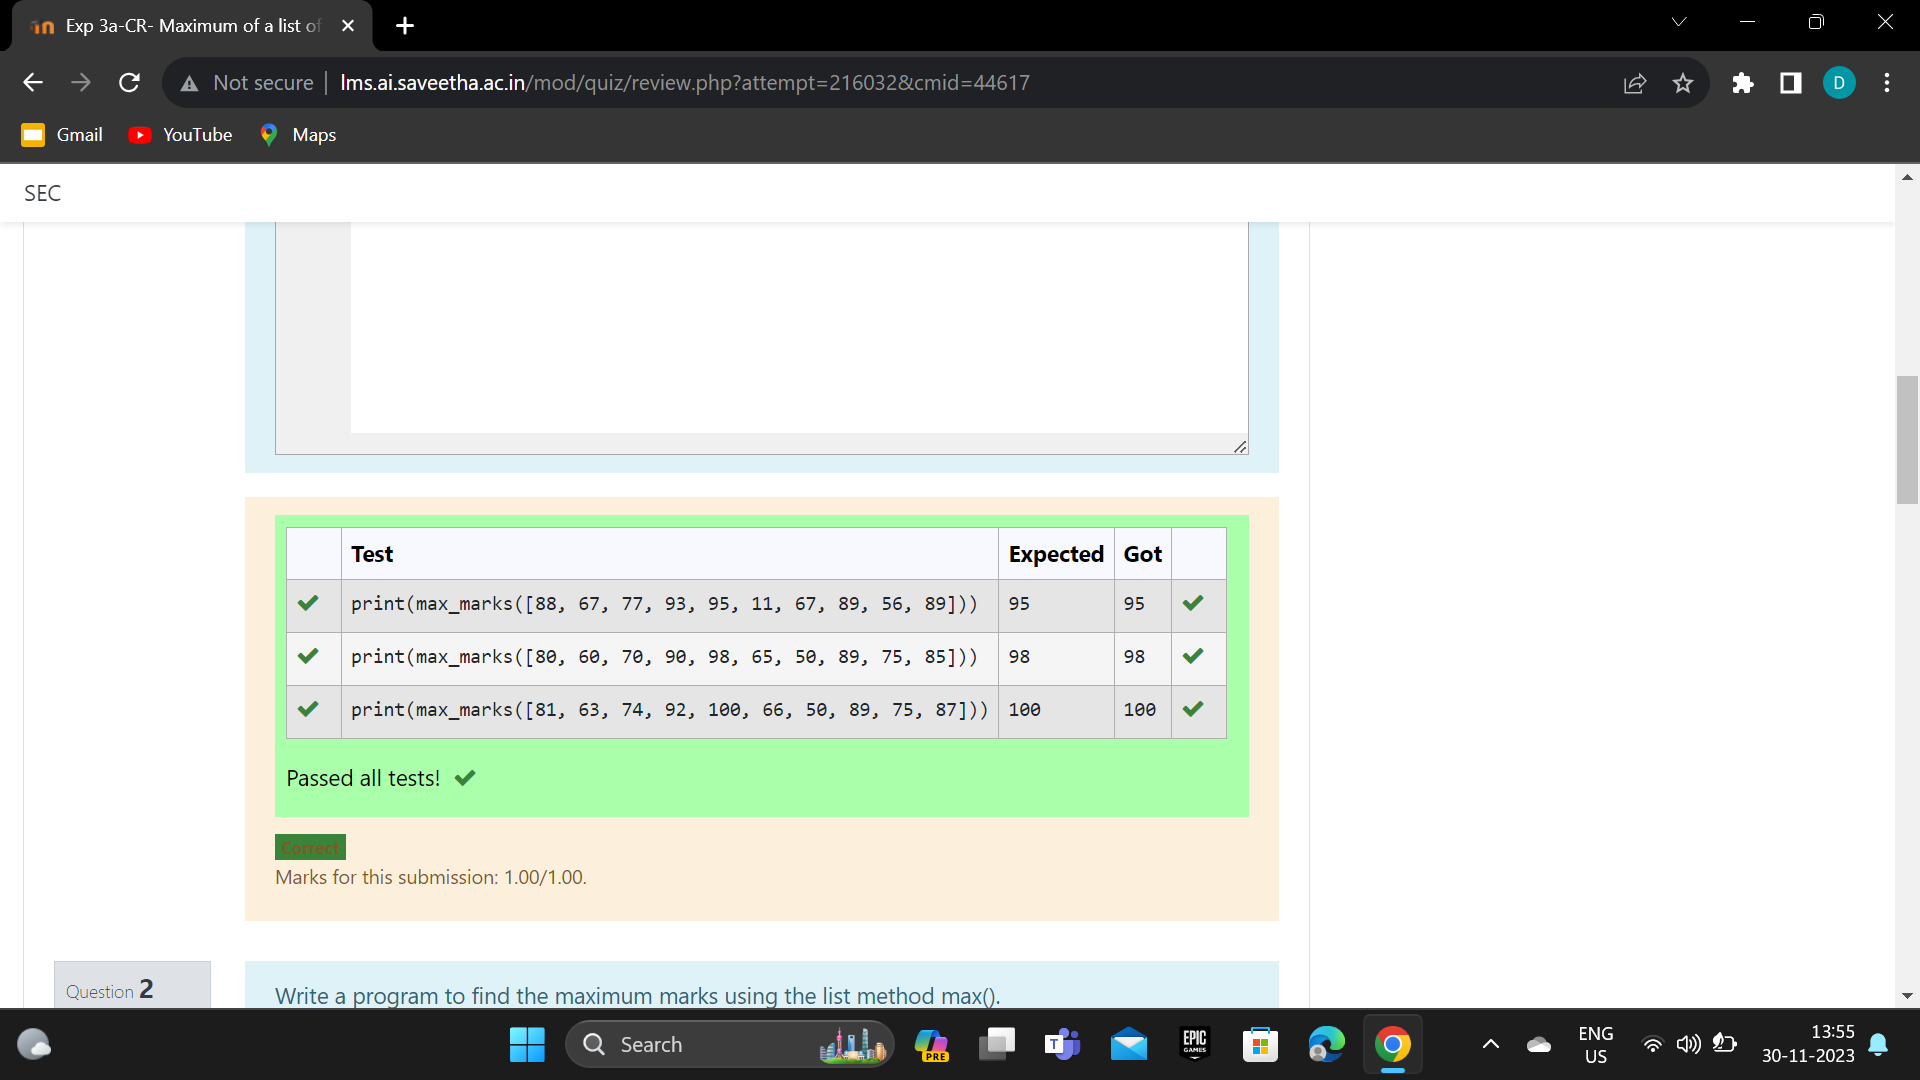 Exp 3a-CR- Maximum of a list of
Not secure
lms.ai.saveetha.ac.in/mod/quiz/review.php?attempt=216032&cmid=44617
D
Gmail YouTube Maps
SEC
Test Expected Got
print(max_marks([88, 67, 77, 93, 95, 11, 67, 89, 56, 89])) 95 95
print(max_marks([80, 60, 70, 90, 98, 65, 50, 89, 75, 85])) 98 98
print(max_marks([81, 63, 74, 92, 100, 66, 50, 89, 75, 87])) 100 100
Passed all tests!
Correct
Marks for this submission: 1.00/1.00.
Question 2
Write a program to find the maximum marks using the list method max().
Search
PRE
T
EPIC
GAMES
ENG
US
13:55
30-11-2023